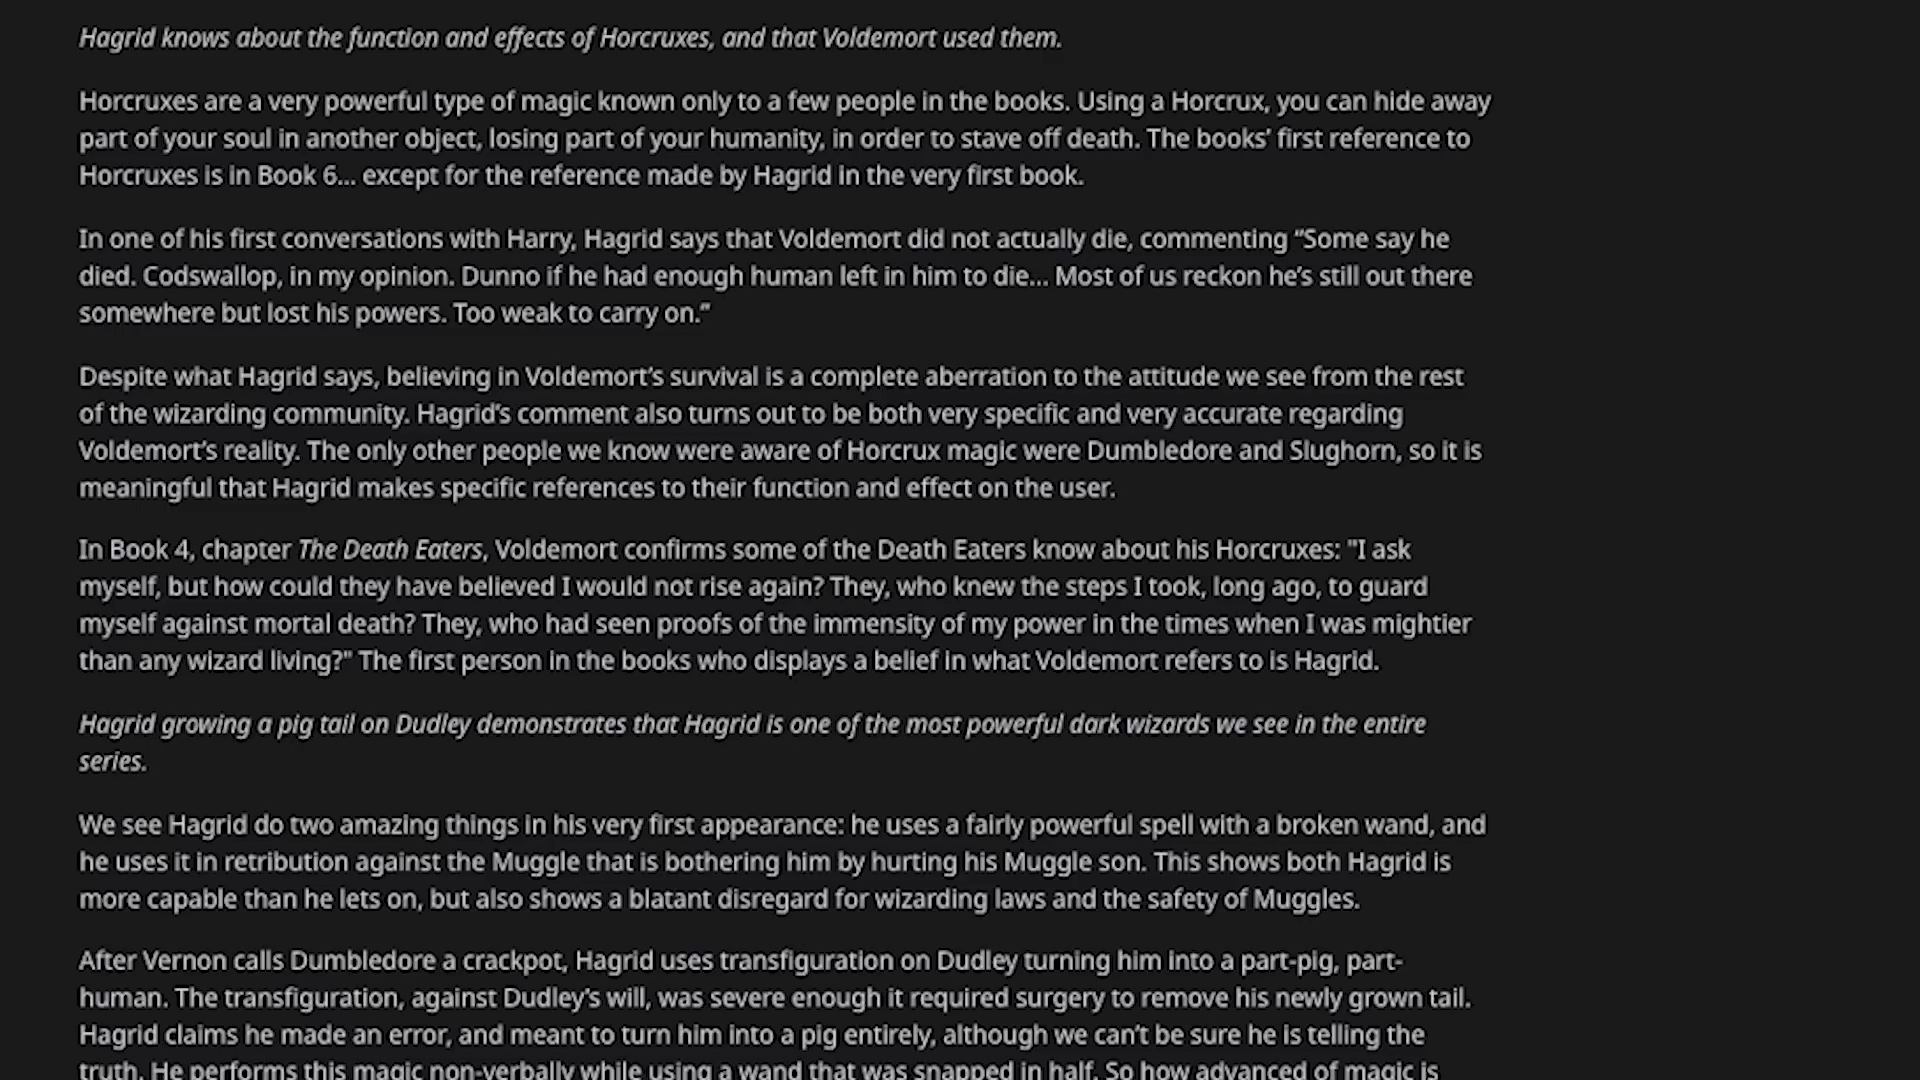 Hagrid knows about the function and effects of Horcruxes, and that Voldemort used them.
Horcruxes are a very powerful type of magic known only to a few people in the books. Using a Horcrux, you can hide away
part of your soul in another object, losing part of your humanity, in order to stave off death. The books’ first reference to
Horcruxes is in Book 6... except for the reference made by Hagrid in the very first book.
In one of his first conversations with Harry, Hagrid says that Voldemort did not actually die, commenting “Some say he
died. Codswallop, in my opinion. Dunno if he had enough human left in him to die... Most of us reckon he’s still out there
somewhere but lost his powers. Too weak to carry on.”
Despite what Hagrid says, believing in Voldemort’s survival is a complete aberration to the attitude we see from the rest
of the wizarding community. Hagrid’s comment also turns out to be both very specific and very accurate regarding
Voldemort’s reality. The only other people we know were aware of Horcrux magic were Dumbledore and Slughorn, so it is
meaningful that Hagrid makes specific references to their function and effect on the user.
In Book 4, chapter The Death Eaters, Voldemort confirms some of the Death Eaters know about his Horcruxes: "I ask
myself, but how could they have believed I would not rise again? They, who knew the steps I took, long ago, to guard
myself against mortal death? They, who had seen proofs of the immensity of my power in the times when I was mightier
than any wizard living?" The first person in the books who displays a belief in what Voldemort refers to is Hagrid.
Hagrid growing a pig tail on Dudley demonstrates that Hagrid is one of the most powerful dark wizards we see in the entire
series.
We see Hagrid do two amazing things in his very first appearance: he uses a fairly powerful spell with a broken wand, and
he uses it in retribution against the Muggle that is bothering him by hurting his Muggle son. This shows both Hagrid is
more capable than he lets on, but also shows a blatant disregard for wizarding laws and the safety of Muggles.
After Vernon calls Dumbledore a crackpot, Hagrid uses transfiguration on Dudley turning him into a part-pig, part-
human. The transfiguration, against Dudley’s will, was severe enough it required surgery to remove his newly grown tail.
Hagrid claims he made an error, and meant to turn him into a pig entirely, although we can’t be sure he is telling the
truth. He performs this magic non-verbally while using a wand that was snapped in half. So how advanced of magic is